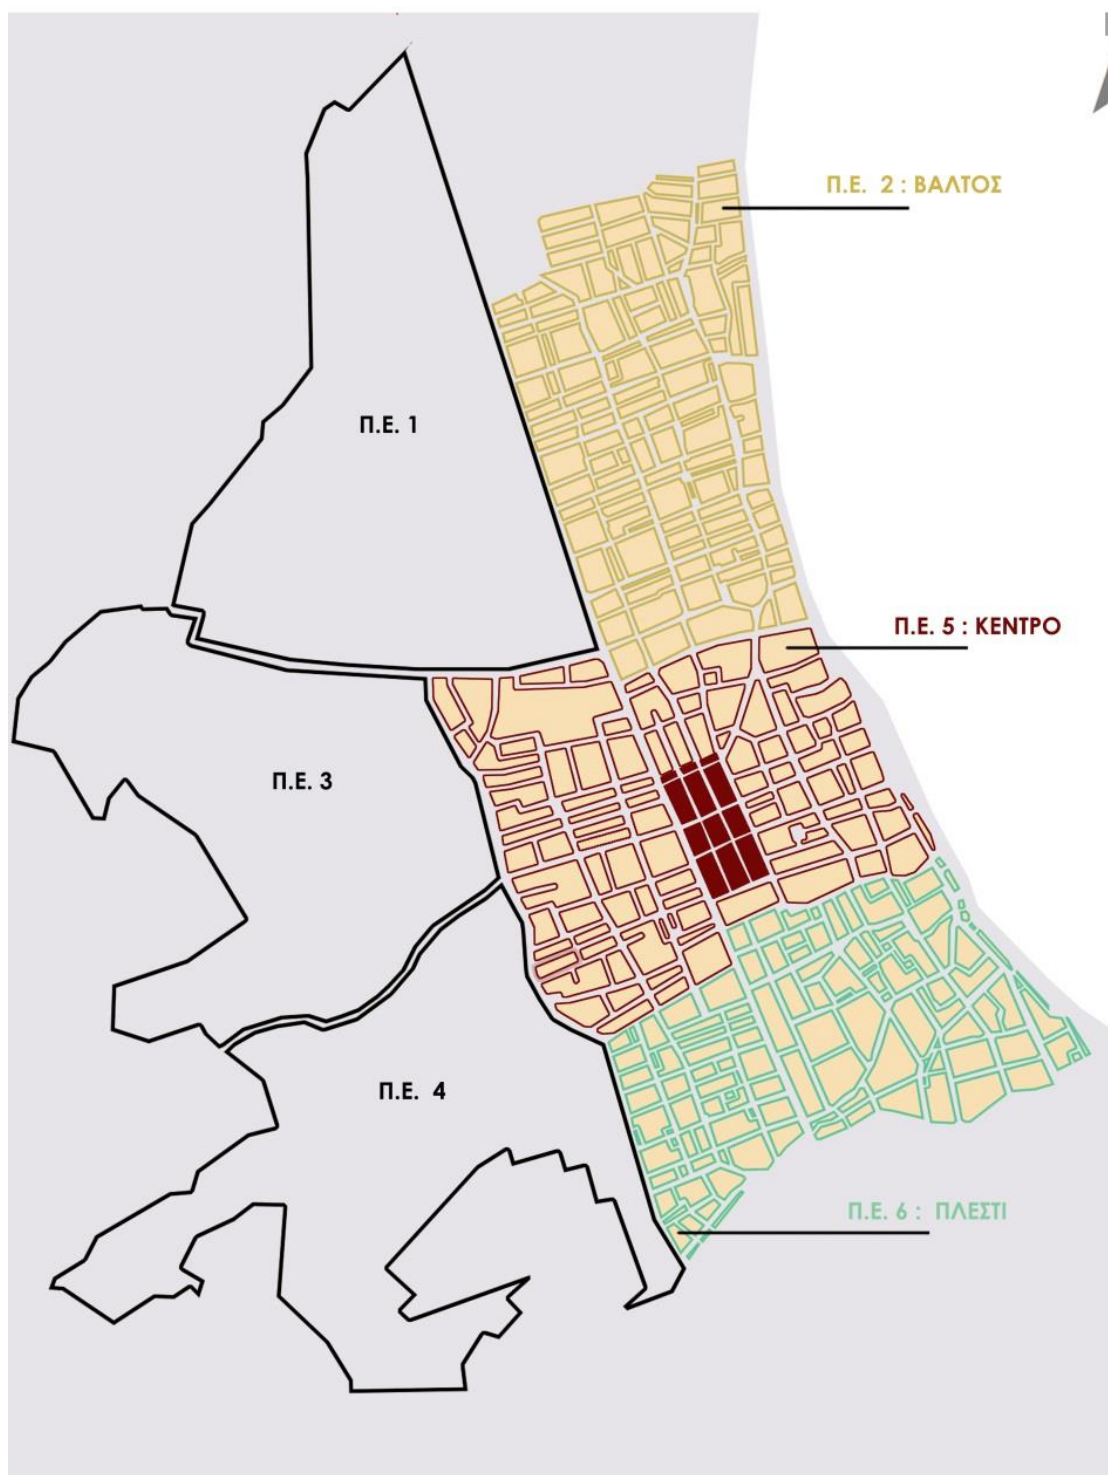 Π.Ε. 2 : ΒΑΛΤΟΣ
Π.Ε. 1
Π.Ε. 5 : ΚΕΝΤΡΟ
Π.Ε. 3
Π.Ε. 4
Π.Ε. 6 : ΠΛΕΣΤΙ